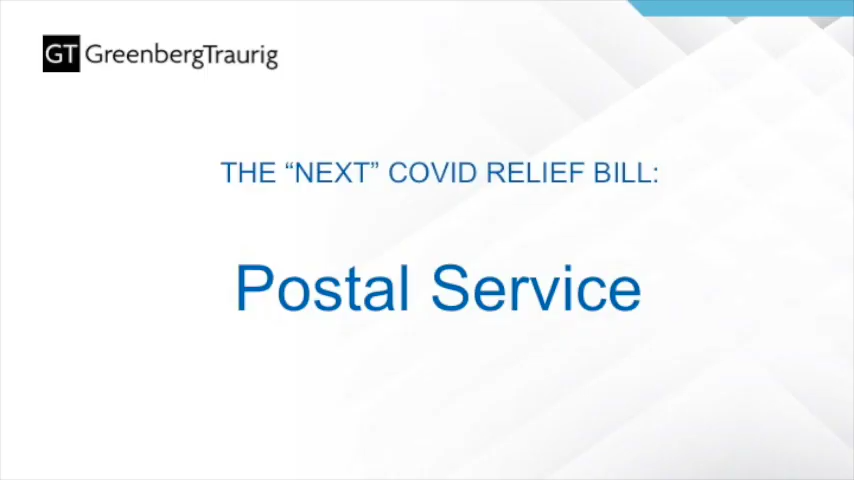 GT GreenbergTraurig
THE “NEXT” COVID RELIEF BILL:
Postal Service